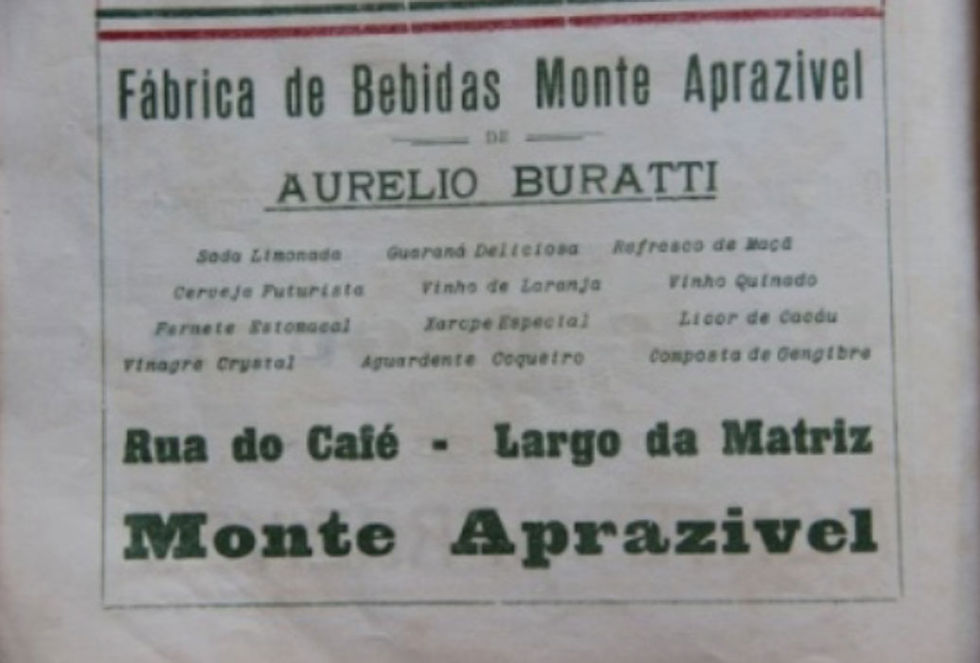 Fábrica de Bebidas Monte Aprazivel
DE
AURELIO BURATTI
Soda Limonada Guaraná Deliciosa Refresco de Maçã
Cerveja Futurista Vinho de Laranja Vinho Quinado
Fernete Estomacal Xarope Especial Licor de Cacáu
Vinagre Crystal Aguardente Coqueiro Composta de Gengibre
Rua do Café - Largo da Matriz
Monte Aprazivel